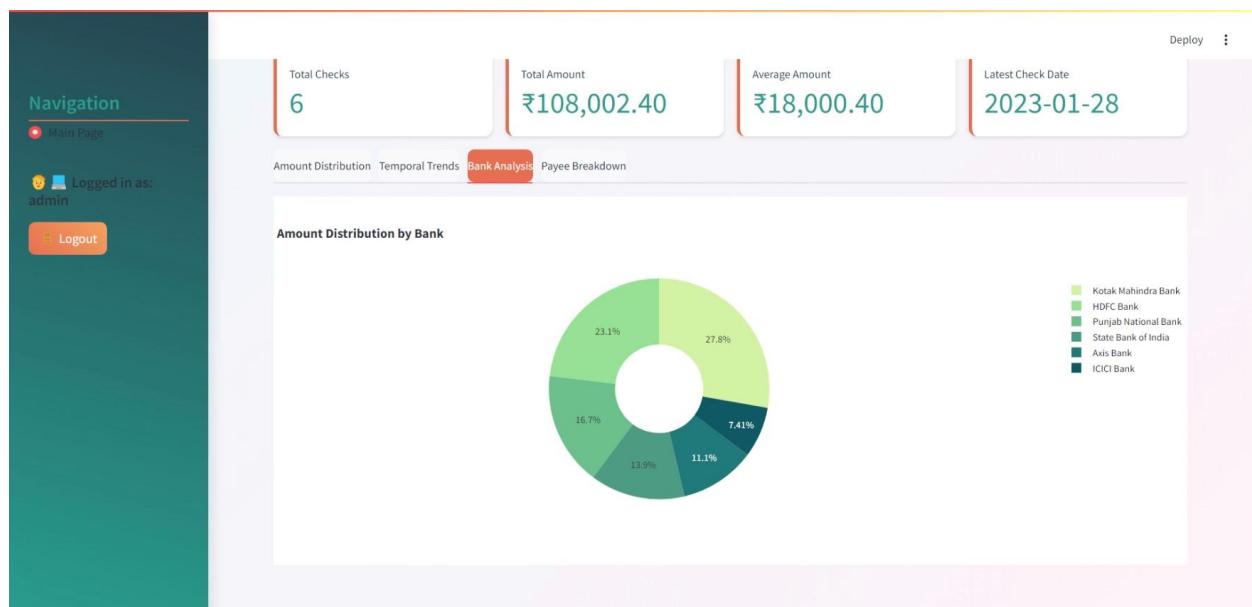 Deploy
Navigation
Main Page
Logged in as:
admin
Logout
Total Checks
6
Total Amount
₹108,002.40
Average Amount
₹18,000.40
Latest Check Date
2023-01-28
Amount Distribution Temporal Trends Bank Analysis Payee Breakdown
Amount Distribution by Bank
23.1%
27.8%
16.7%
7.41%
13.9%
11.1%
Kotak Mahindra Bank
HDFC Bank
Punjab National Bank
State Bank of India
Axis Bank
ICICI Bank